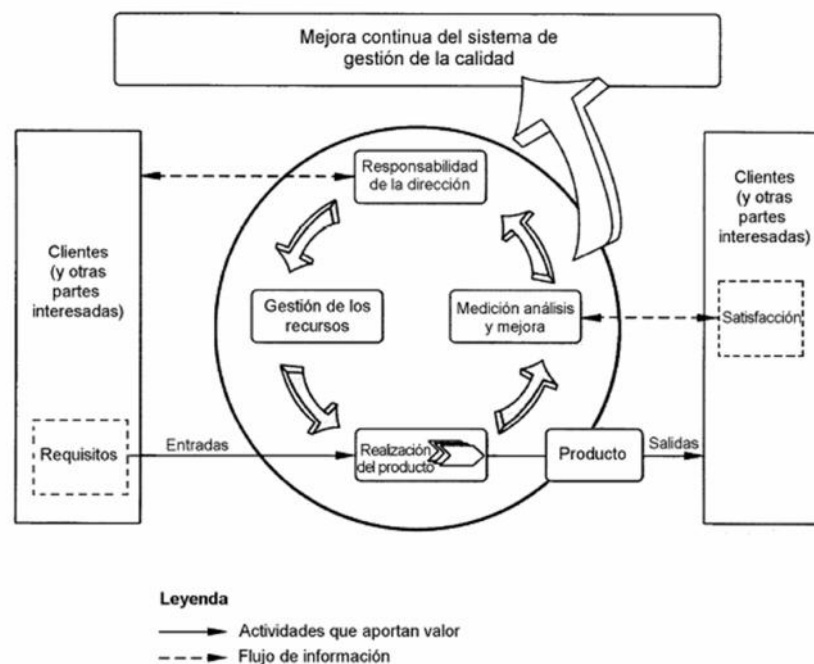 Mejora continua del sistema de
gestión de la calidad
Clientes
(y otras
partes
interesadas)
Requisitos
Entradas
Responsabilidad
de la dirección
Gestión de los
recursos
Medición análisis
y mejora
Realización
del producto
Producto
Salidas
Clientes
(y otras
partes
interesadas)
Satisfacción
Leyenda
Actividades que aportan valor
Flujo de información